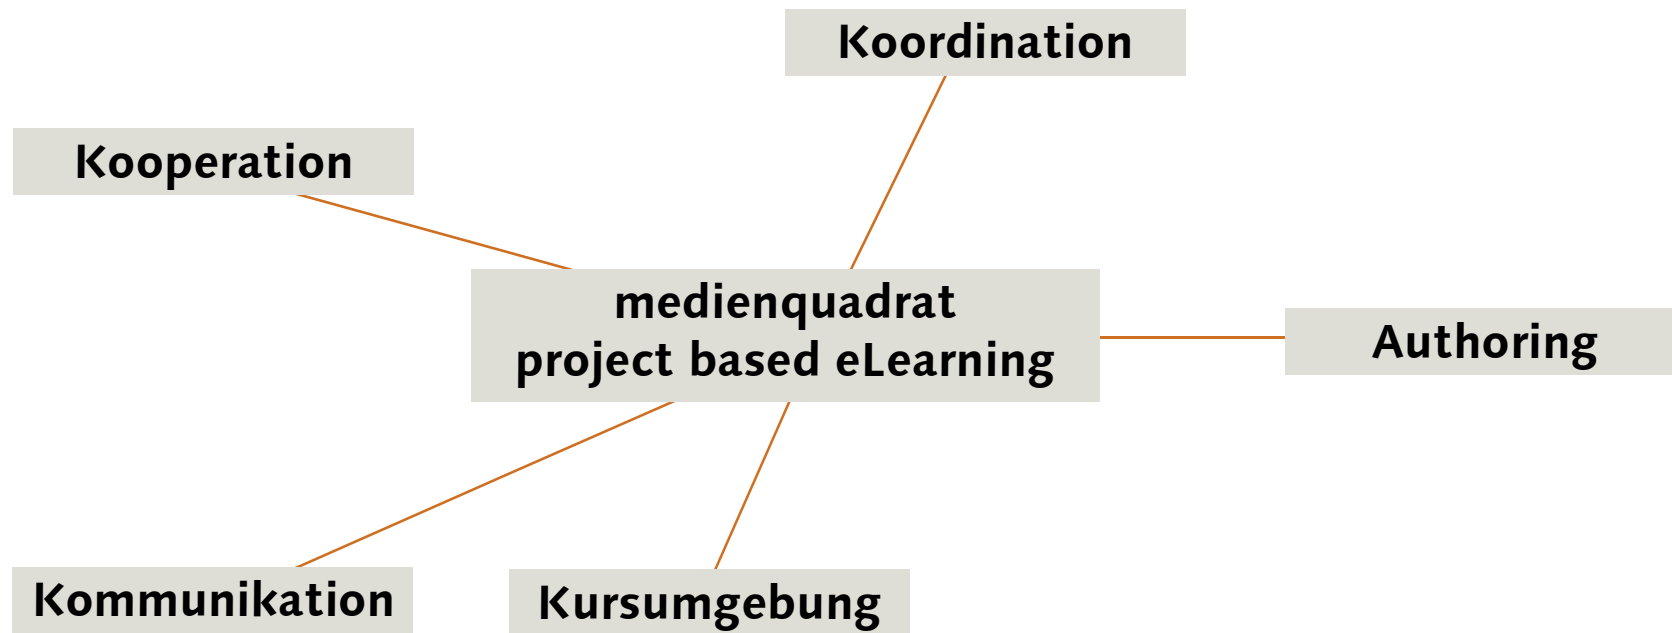 Koordination
Kooperation
medienquadrat
project based eLearning
Authoring
Kommunikation
Kursumgebung